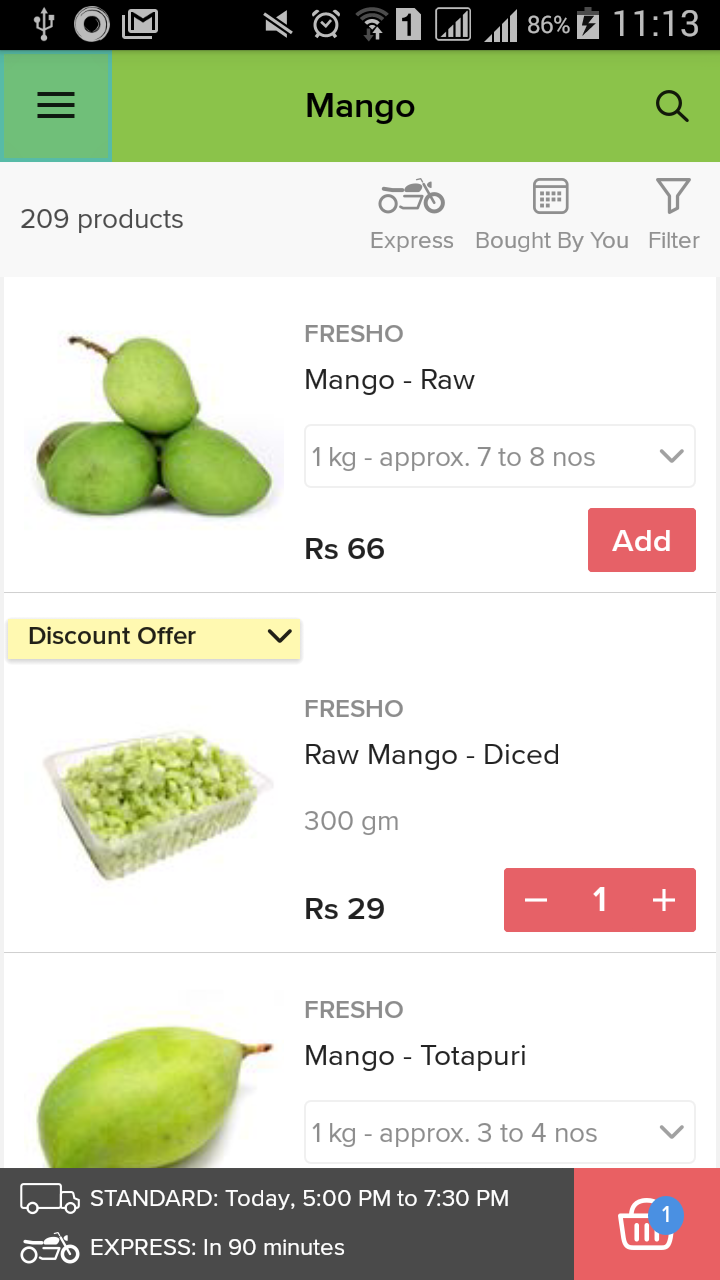 1 86% 11:13
Mango
209 products
Express
Bought By You
Filter
FRESHO
Mango - Raw
1 kg - approx. 7 to 8 nos
Rs 66
Add
Discount Offer
FRESHO
Raw Mango - Diced
300 gm
Rs 29
1
FRESHO
Mango - Totapuri
1 kg - approx. 3 to 4 nos
STANDARD: Today, 5:00 PM to 7:30 PM
EXPRESS: In 90 minutes
1